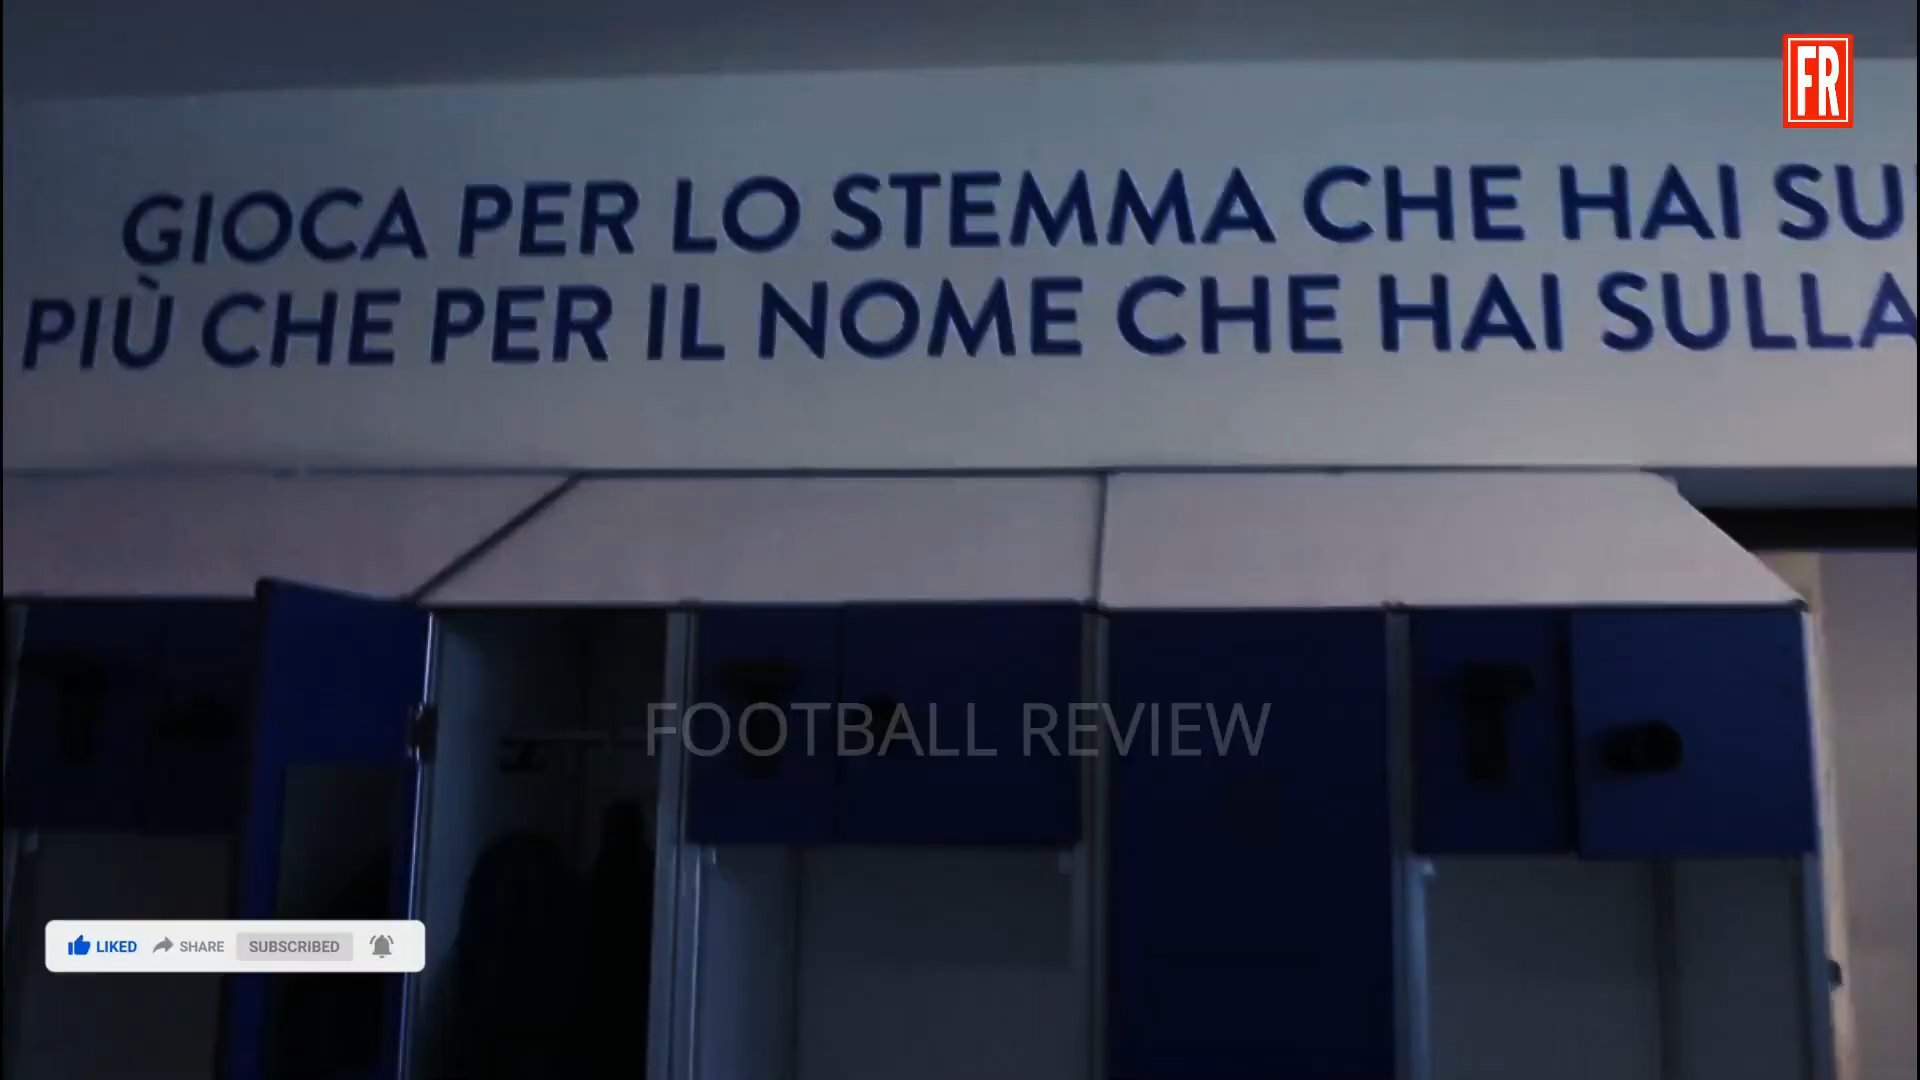 FR
GIOCA PER LO STEMMA CHE HAI
PIÙ CHE PER IL NOME CHE HAI SULLA
FOOTBALL REVIEW
LIKED SHARE SUBSCRIBED